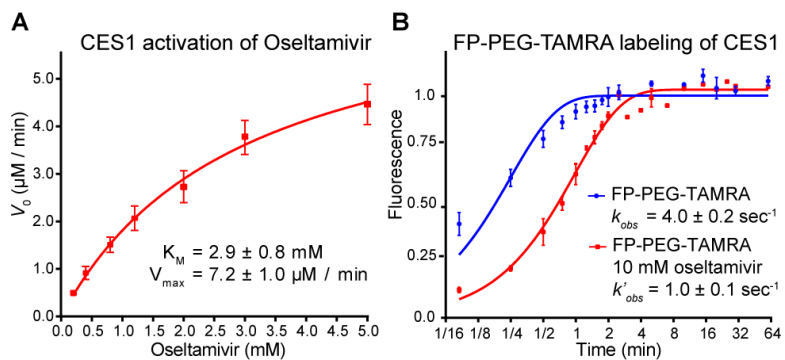 A
CES1 activation of Oseltamivir
V0 (µM / min)
5.0
4.0
3.0
2.0
1.0
0.0
0.0 0.5 1.0 1.5 2.0 2.5 3.0 3.5 4.0 4.5 5.0
Oseltamivir (mM)
KM = 2.9 ± 0.8 mM
Vmax = 7.2 ± 1.0 µM / min
B
FP-PEG-TAMRA labeling of CES1
Fluorescence
1.0
0.75
0.50
0.25
0
1/16 1/8 1/4 1/2 1 2 4 8 16 32 64
Time (min)
FP-PEG-TAMRA
kobs = 4.0 ± 0.2 sec-1
FP-PEG-TAMRA
10 mM oseltamivir
k'obs = 1.0 ± 0.1 sec-1